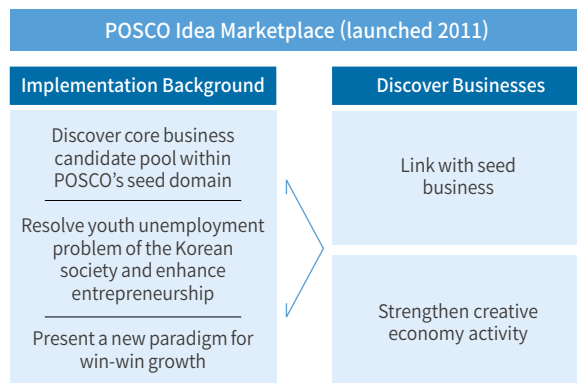 POSCO Idea Marketplace (launched 2011)
Implementation Background
Discover core business
candidate pool within
POSCO's seed domain
Resolve youth unemployment
problem of the Korean
society and enhance
entrepreneurship
Present a new paradigm for
win-win growth
Discover Businesses
Link with seed
business
Strengthen creative
economy activity